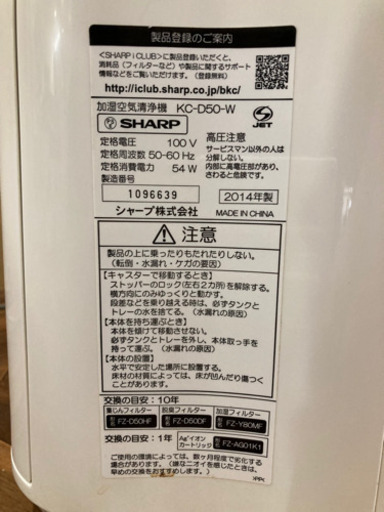 製品登録のご案内
<SHARP i CLUB>に製品登録いただくと、
消耗品(フィルターなど)や製品に関するサポート
情報などをご覧いただけます。(登録無料)
http://iclub.sharp.co.jp/bkc/
加湿空気清浄機 KC-D50-W
SHARP
JET
定格電圧 100 V
定格周波数 50-60 Hz
定格消費電力 54 W
製造番号
1096639
高圧注意
サービスマン以外の人は
分解しないでください。
内部に高電圧部があり、
さわると危険です。
2014年製
シャープ株式会社 MADE IN CHINA
注意
製品の上に乗ったりもたれたりしない。
(転倒・水漏れ・ケガの要因)
【キャスターで移動するとき】
ストッパーのロック(左右2カ所)を解除する。
横方向にのみゆっくりと動かす。
段差などを乗り越える時は、必ずタンクと
トレーの水を捨てる。(水漏れの原因)
【本体を持ち運ぶとき】
本体を傾けて移動させない。
必ずタンクとトレーを外し、本体取っ手を
持って運ぶ。(水漏れの原因)
【本体の設置】
水平で安定した場所に設置する。
床材の材質によっては、床が凹んだり傷つく
ことがあります。
交換の目安:10年
集じんフィルター 脱臭フィルター 加湿フィルター
FZ-D50HF FZ-D50DF FZ-Y80MF
交換の目安:1年 Ag⁺イオンカートリッジ FZ-AG01K1
ご使用の環境によっては、数ヶ月程度で劣化
する場合があります。(嫌なニオイを感じたときは、
早めの交換をおすすめします)